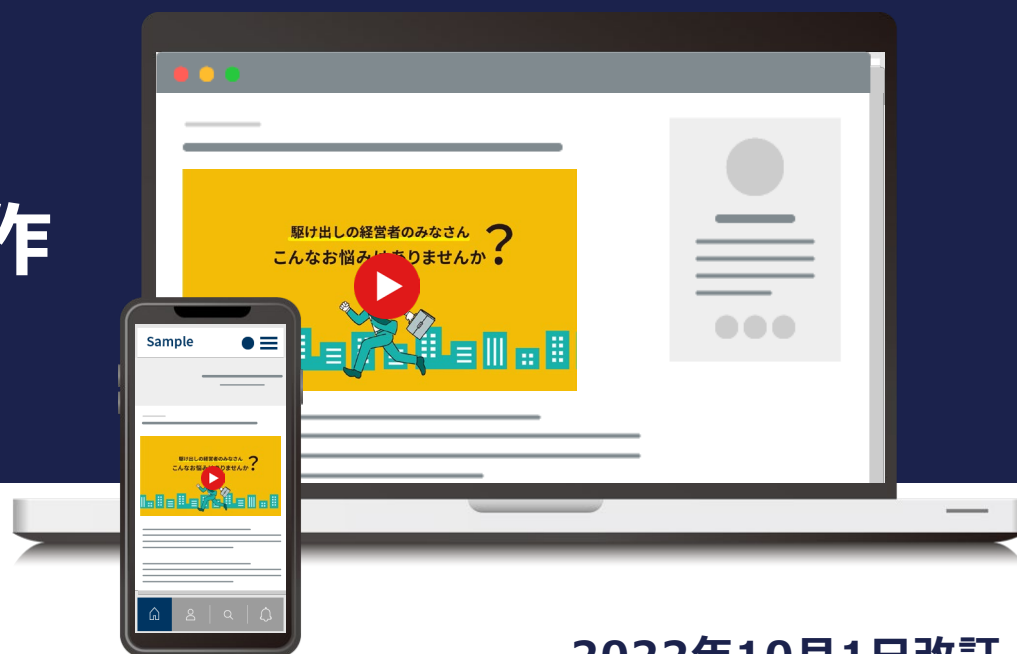 作
駆け出しの経営者のみなさん
こんなお悩みはありませんか?
Sample
駆け出しの経営者のみなさん
こんなお悩みはありませんか?
2022年10月1日改訂